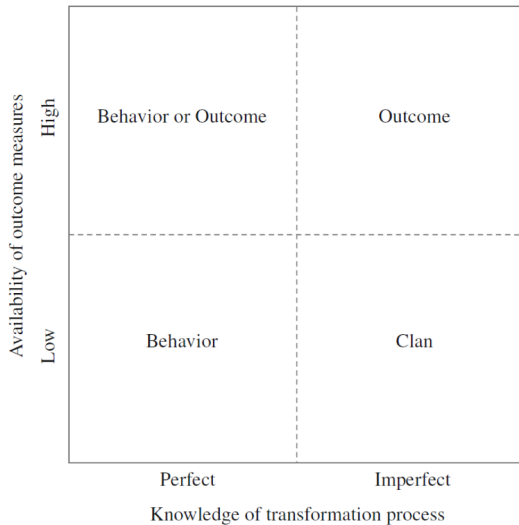 Availability of outcome measures
High
Low
Behavior or Outcome
Outcome
Behavior
Clan
Perfect
Imperfect
Knowledge of transformation process